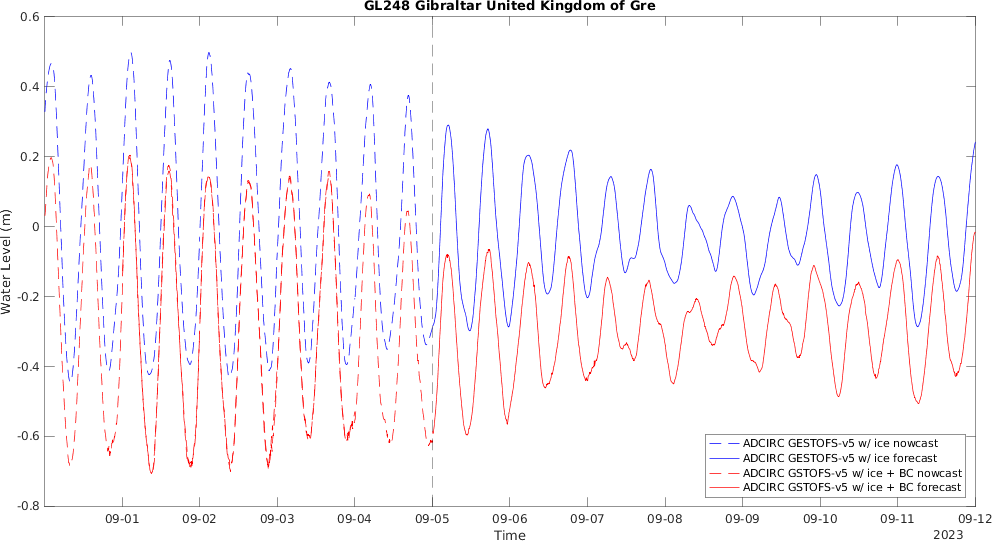 GL248 Gibraltar United Kingdom of Gre
0.6
0.4
0.2
0
-0.2
-0.4
-0.6
-0.8
Water Level (m)
ADCIRC GESTOFS-v5 w/ ice nowcast
ADCIRC GESTOFS-v5 w/ ice forecast
ADCIRC GSTOFS-v5 w/ ice + BC nowcast
ADCIRC GSTOFS-v5 w/ ice + BC forecast
09-01 09-02 09-03 09-04 09-05 09-06 09-07 09-08 09-09 09-10 09-11 09-12
Time
2023